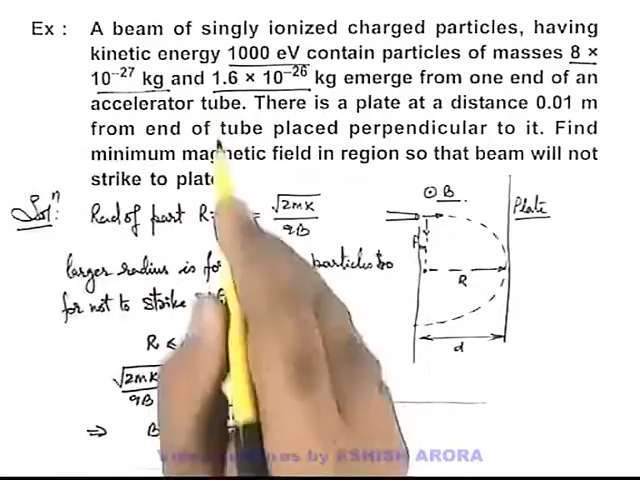 Ex : A beam of singly ionized charged particles, having
kinetic energy 1000 eV contain particles of masses 8 ×
10⁻²⁷ kg and 1.6 × 10⁻²⁶ kg emerge from one end of an
accelerator tube. There is a plate at a distance 0.01 m
from end of tube placed perpendicular to it. Find
minimum magnetic field in region so that beam will not
strike to plate
Solⁿ: Rad of part R = = √2mK / qB
⊙ B Plate
larger radius is for particles
R
for not to strike
d
R <
√2mK / qB
⇒ B
by ASHISH ARORA